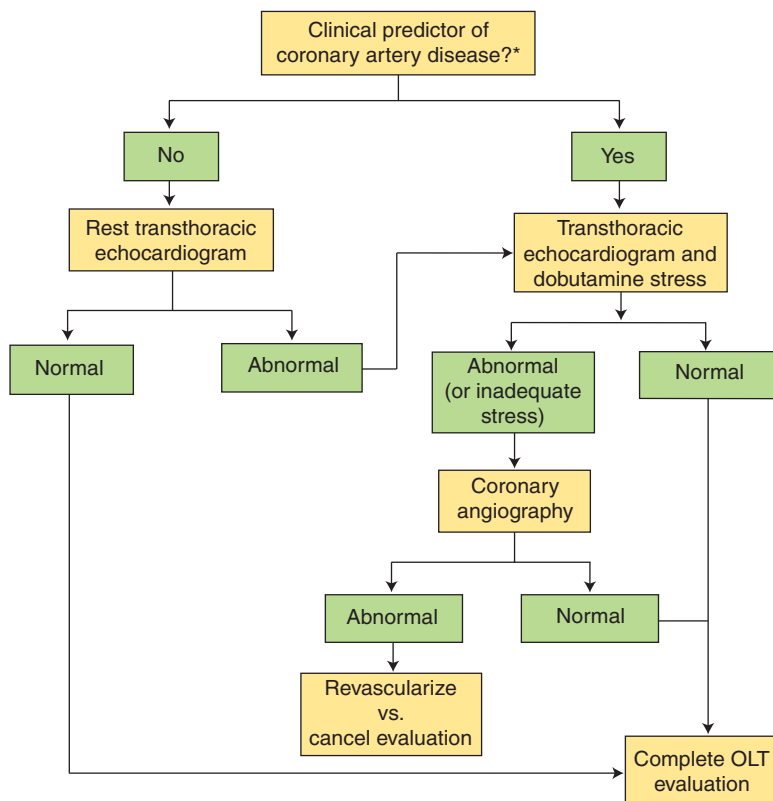 Clinical predictor of
coronary artery disease?*
No
Yes
Rest transthoracic
echocardiogram
Transthoracic
echocardiogram and
dobutamine stress
Normal
Abnormal
Abnormal
(or inadequate
stress)
Normal
Coronary
angiography
Abnormal
Normal
Revascularize
vs.
cancel evaluation
Complete OLT
evaluation